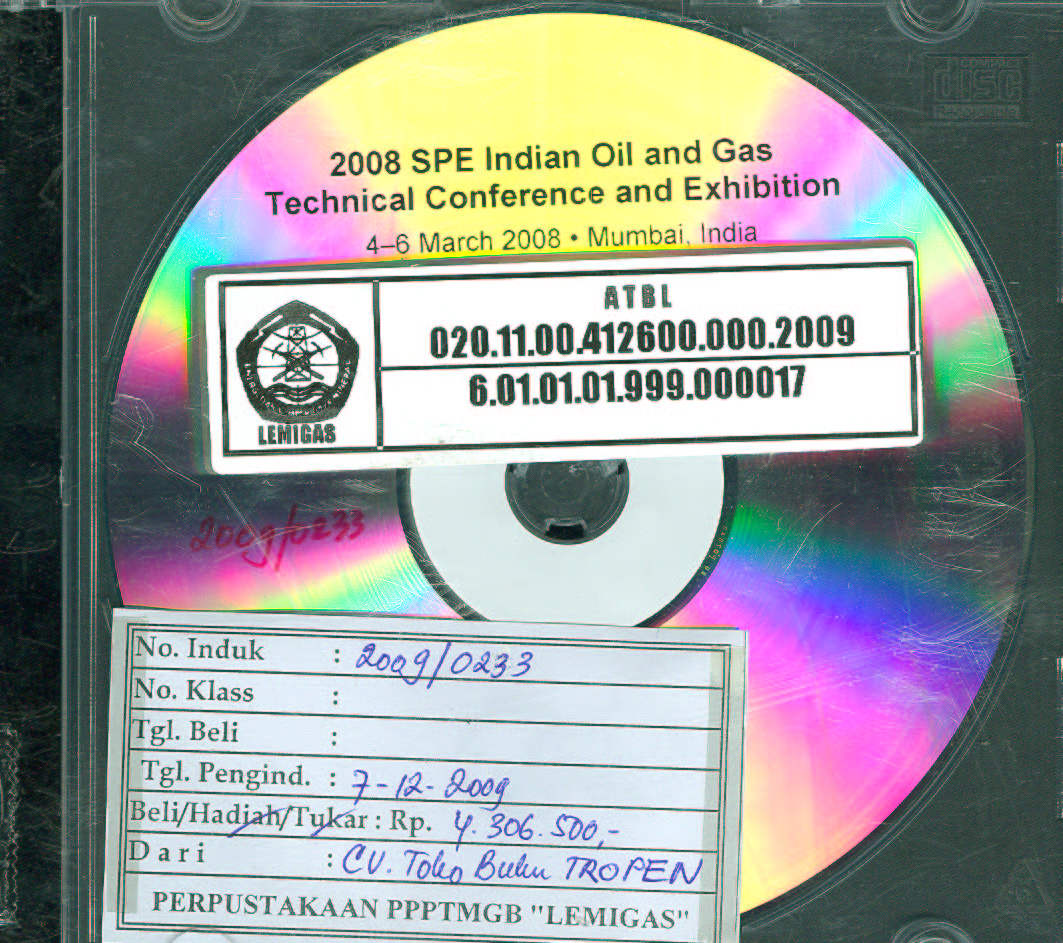 COMPACT
disc
Recordable
2008 SPE Indian Oil and Gas
Technical Conference and Exhibition
4–6 March 2008 • Mumbai, India
ATBL
020.11.00.412600.000.2009
6.01.01.01.999.000017
LEMIGAS
2009/0233
No. Induk : 2009/0233
No. Klass :
Tgl. Beli :
Tgl. Pengind. : 7-12-2009
Beli/Hadiah/Tukar : Rp. 4.306.500,-
Dari : CV. Toko Buku TROPEN
PERPUSTAKAAN PPPTMGB "LEMIGAS"